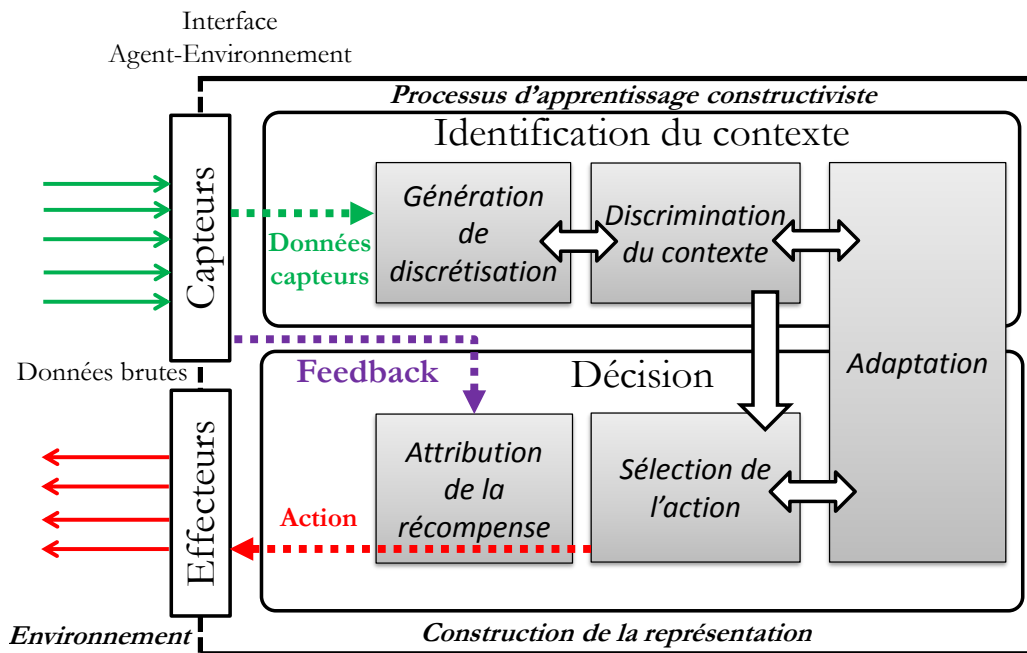 Interface
Agent-Environnement
Processus d'apprentissage constructiviste
Identification du contexte
Capteurs
Données
capteurs
Génération
de
discrétisation
Discrimination
du contexte
Adaptation
Données brutes
Feedback
Décision
Effecteurs
Action
Attribution
de la
récompense
Sélection de
l'action
Environnement
Construction de la représentation